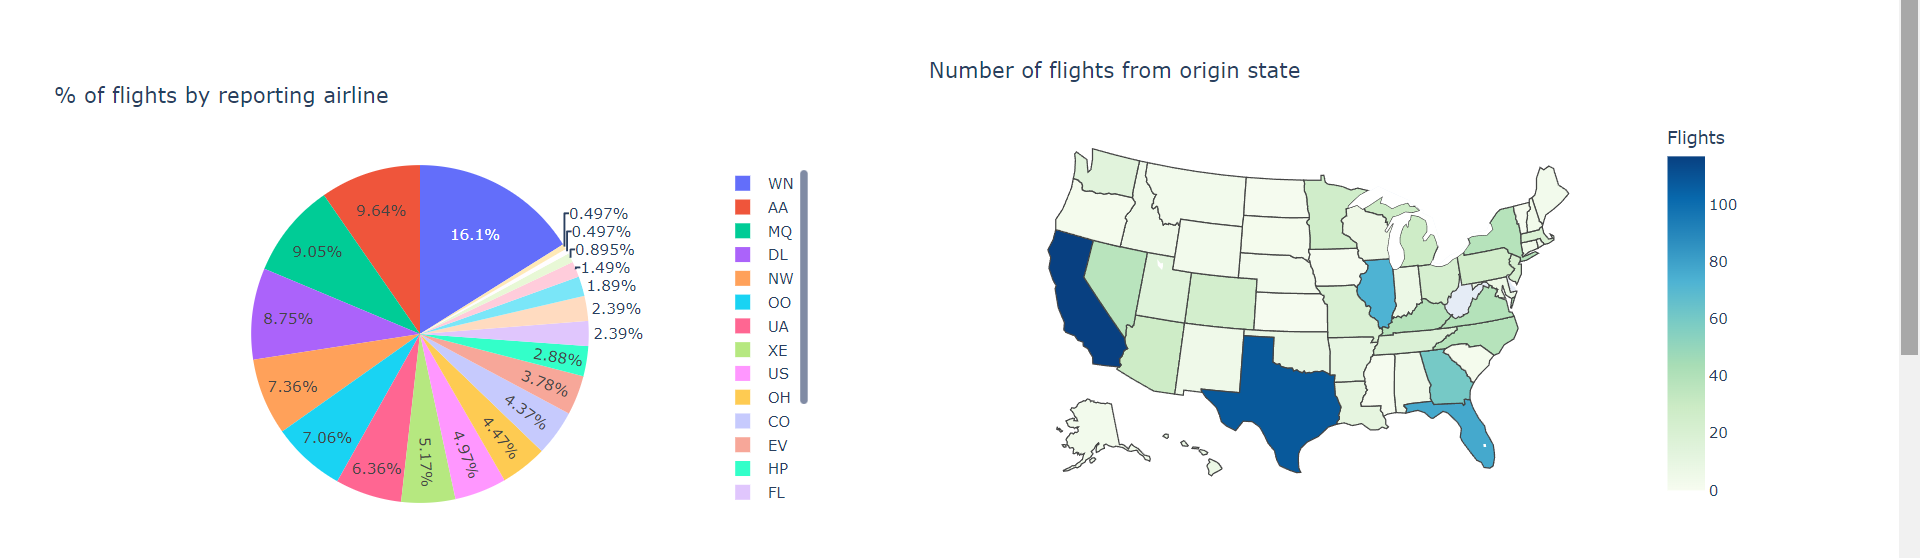 % of flights by reporting airline
16.1%
9.64%
9.05%
8.75%
7.36%
7.06%
6.36%
5.17%
4.97%
4.47%
4.37%
3.78%
2.88%
2.39%
2.39%
1.89%
1.49%
0.895%
0.497%
0.497%
WN
AA
MQ
DL
NW
OO
UA
XE
US
OH
CO
EV
HP
FL
Number of flights from origin state
Flights
100
80
60
40
20
0